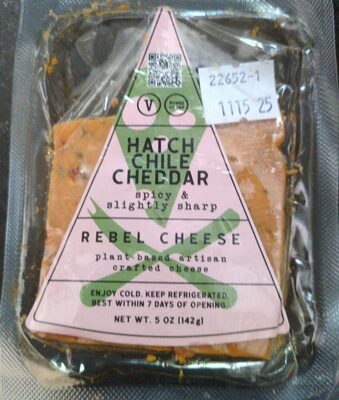 22652-1
1115 25
V
HATCH
CHILE
CHEDDAR
spicy &
slightly sharp
REBEL CHEESE
plant-based artisan
crafted cheese
ENJOY COLD. KEEP REFRIGERATED.
BEST WITHIN 7 DAYS OF OPENING.
NET WT. 5 OZ (142g)